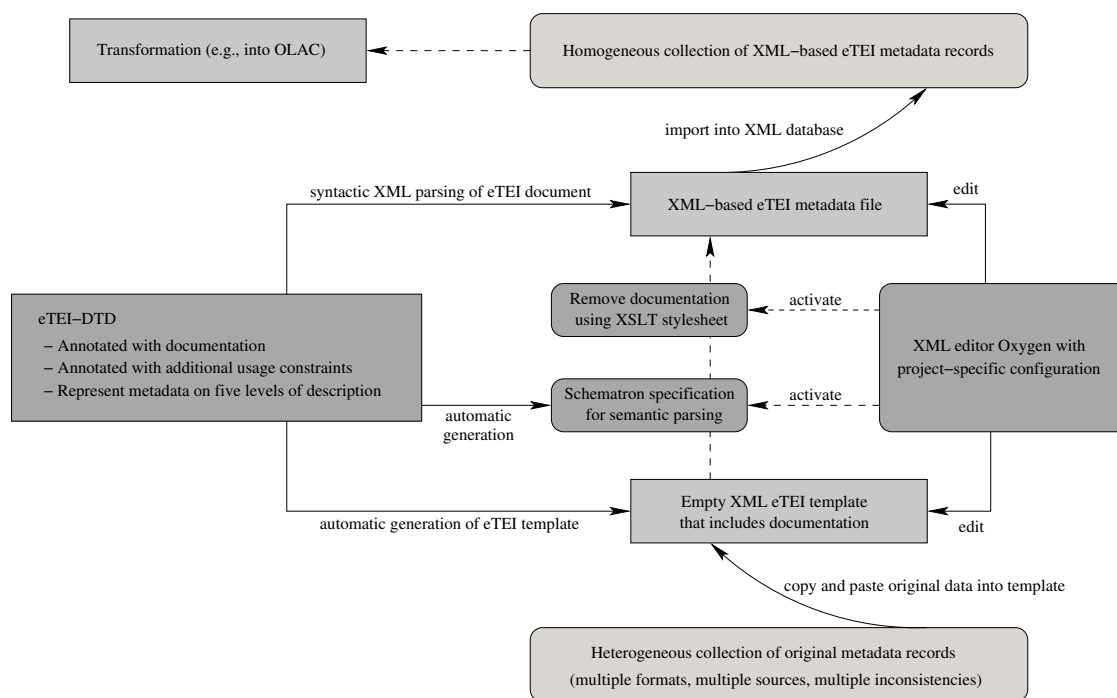 Transformation (e.g., into OLAC)
Homogeneous collection of XML−based eTEI metadata records
import into XML database
syntactic XML parsing of eTEI document
XML−based eTEI metadata file
edit
Remove documentation
using XSLT stylesheet
activate
eTEI−DTD
− Annotated with documentation
− Annotated with additional usage constraints
− Represent metadata on five levels of description
XML editor Oxygen with
project−specific configuration
automatic
generation
Schematron specification
for semantic parsing
activate
automatic generation of eTEI template
Empty XML eTEI template
that includes documentation
edit
copy and paste original data into template
Heterogeneous collection of original metadata records
(multiple formats, multiple sources, multiple inconsistencies)